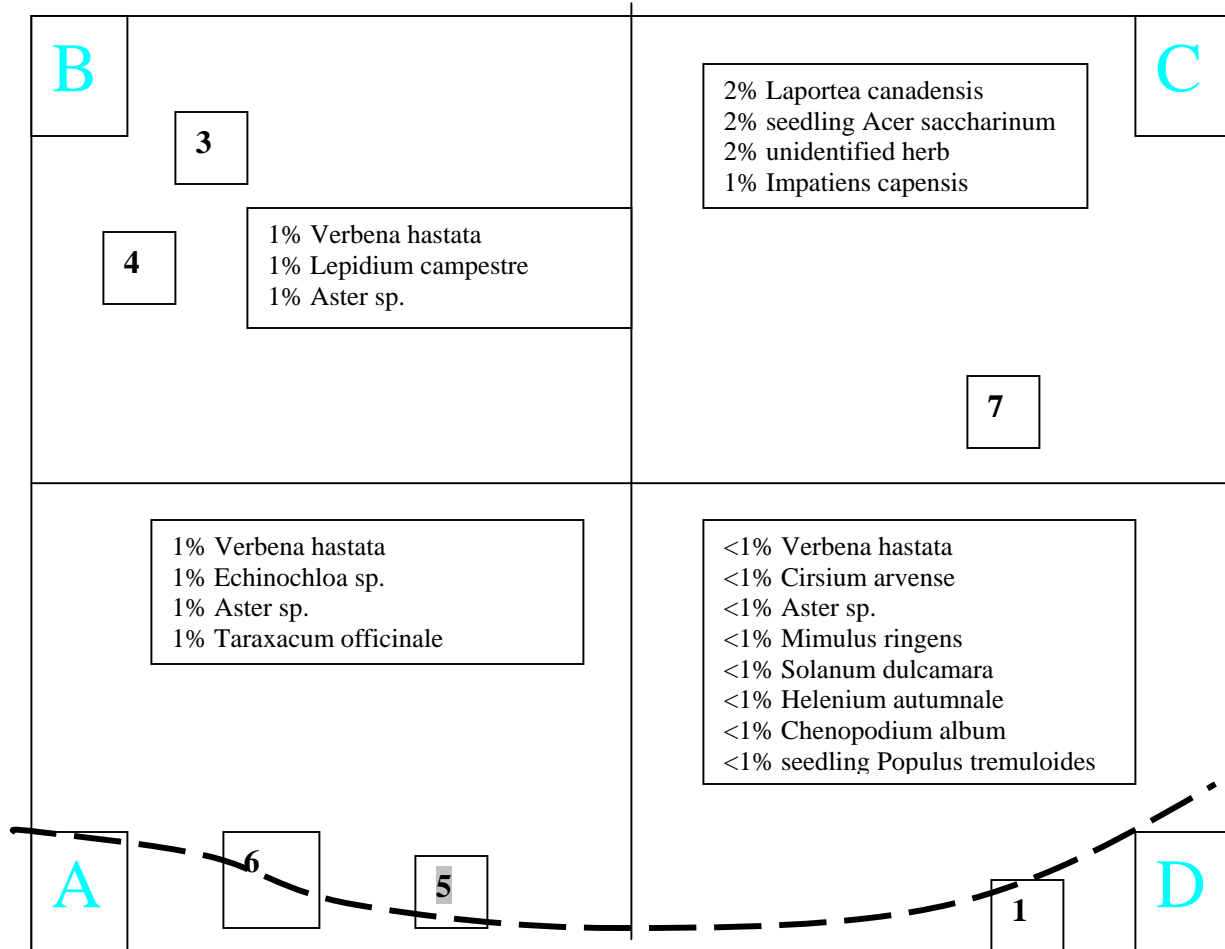 B
C
3
2% Laportea canadensis
2% seedling Acer saccharinum
2% unidentified herb
1% Impatiens capensis
4
1% Verbena hastata
1% Lepidium campestre
1% Aster sp.
7
1% Verbena hastata
1% Echinochloa sp.
1% Aster sp.
1% Taraxacum officinale
<1% Verbena hastata
<1% Cirsium arvense
<1% Aster sp.
<1% Mimulus ringens
<1% Solanum dulcamara
<1% Helenium autumnale
<1% Chenopodium album
<1% seedling Populus tremuloides
A
6
5
1
D